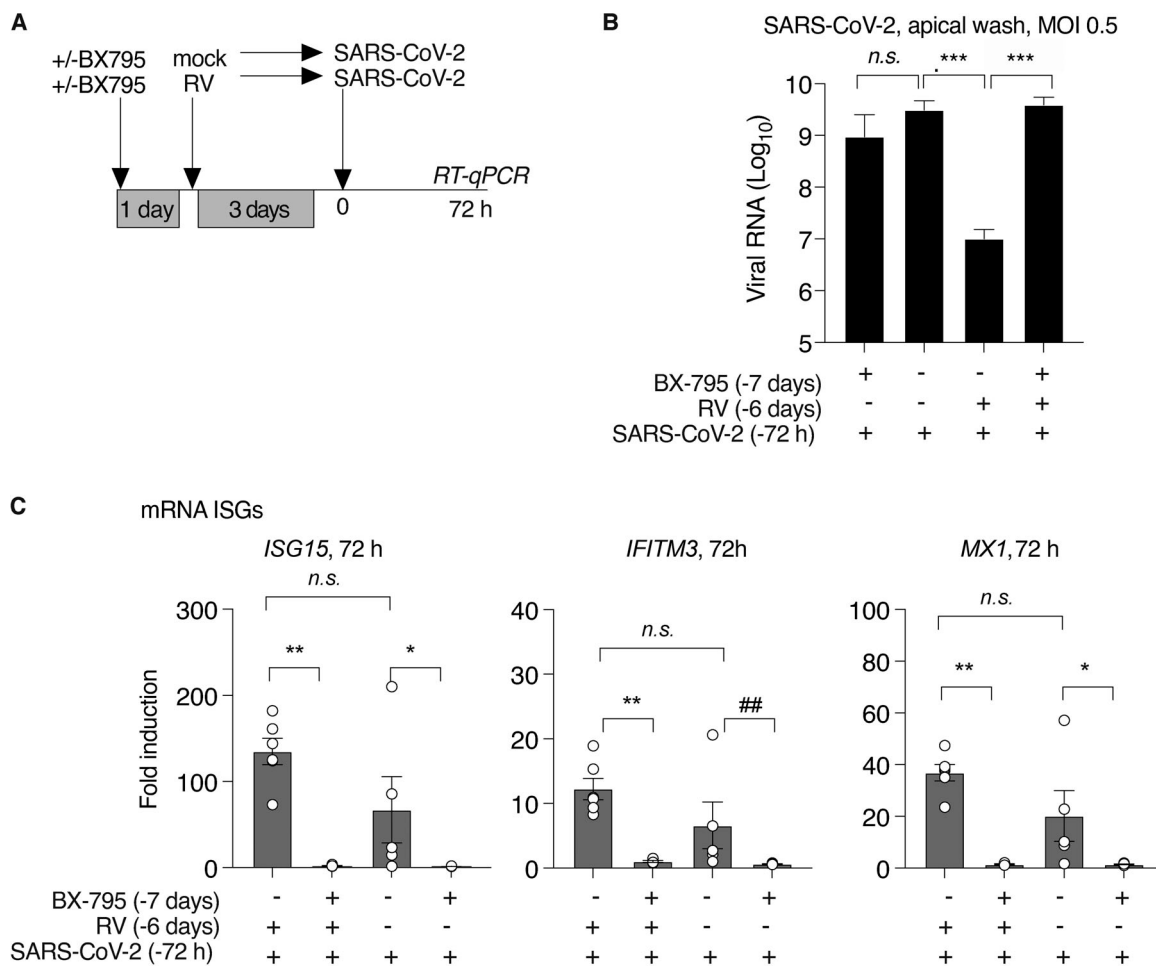 A
+/-BX795 mock SARS-CoV-2
+/-BX795 RV SARS-CoV-2
RT-qPCR
1 day 3 days 0 72 h
B
SARS-CoV-2, apical wash, MOI 0.5
n.s. *** ***
Viral RNA (Log10)
10
9
8
7
6
5
BX-795 (-7 days) + - - +
RV (-6 days) - - + +
SARS-CoV-2 (-72 h) + + + +
C
mRNA ISGs
ISG15, 72 h
n.s.
** *
Fold induction
300
200
100
0
IFITM3, 72h
n.s.
** ##
40
30
20
10
0
MX1, 72 h
n.s.
** *
100
80
60
40
20
0
BX-795 (-7 days) - + - + - + - + - + - +
RV (-6 days) + + - - + + - - + + - -
SARS-CoV-2 (-72 h) + + + + + + + + + + + +